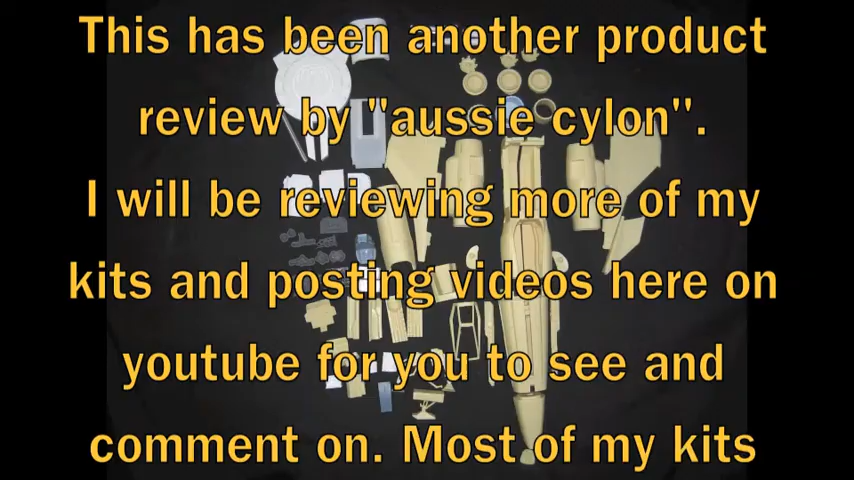 This has been another product
review by "aussie cylon".
I will be reviewing more of my
kits and posting videos here on
youtube for you to see and
comment on. Most of my kits